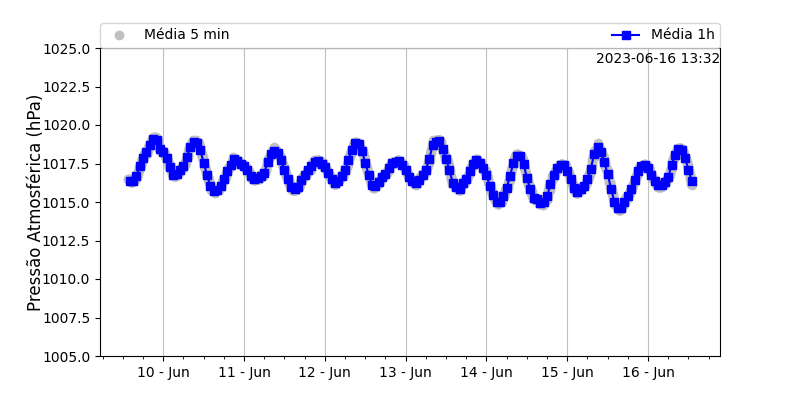 Média 5 min
Média 1h
2023-06-16 13:32
Pressão Atmosférica (hPa)
1025.0
1022.5
1020.0
1017.5
1015.0
1012.5
1010.0
1007.5
1005.0
10 - Jun
11 - Jun
12 - Jun
13 - Jun
14 - Jun
15 - Jun
16 - Jun